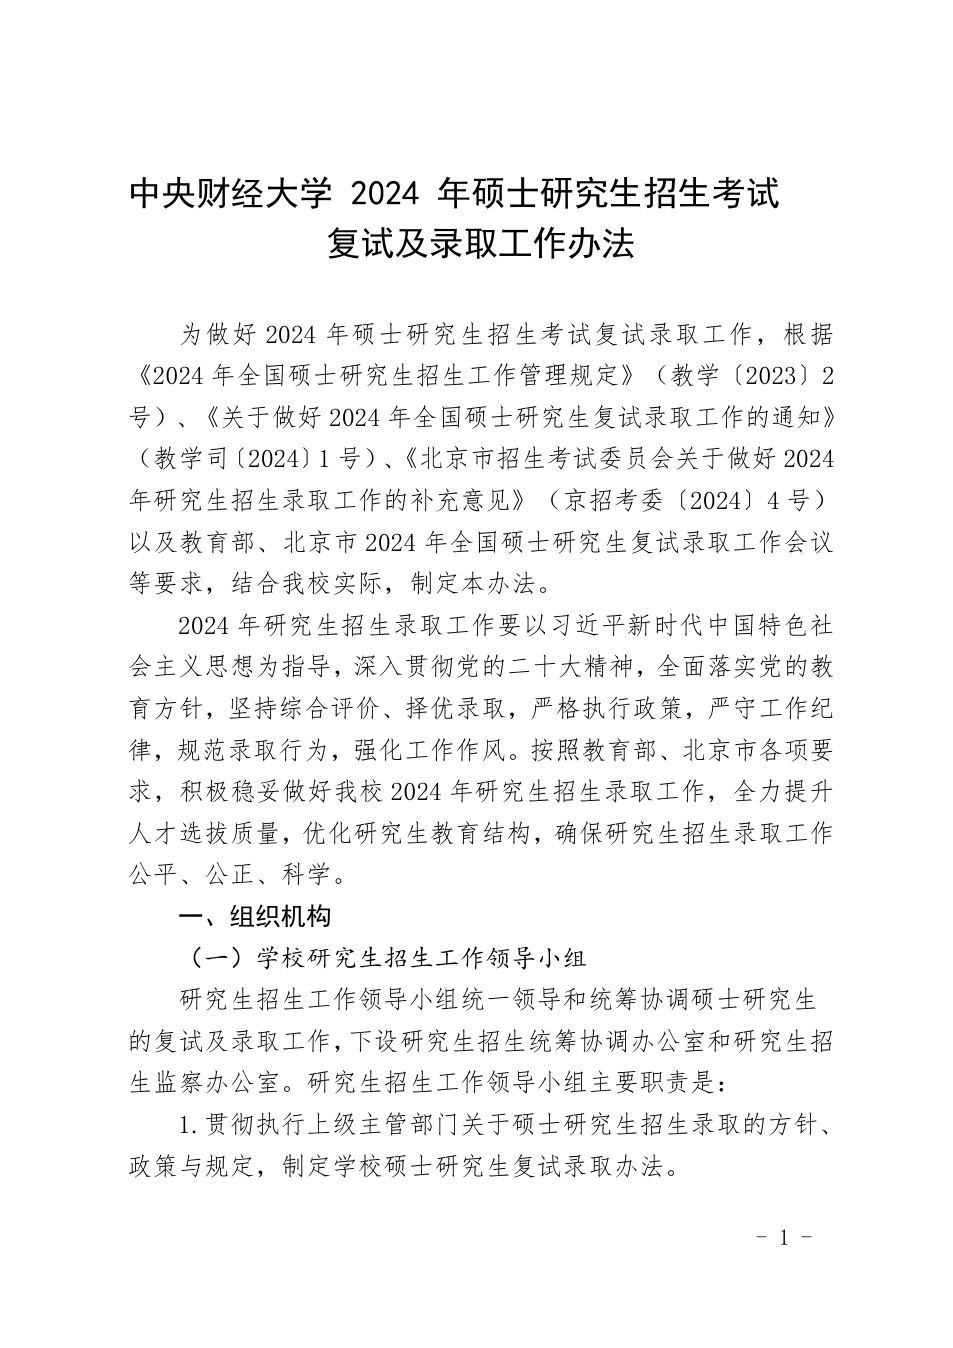 中央财经大学 2024 年硕士研究生招生考试
复试及录取工作办法
为做好 2024 年硕士研究生招生考试复试录取工作，根据
《2024 年全国硕士研究生招生工作管理规定》（教学〔2023〕2
号）、《关于做好 2024 年全国硕士研究生复试录取工作的通知》
（教学司〔2024〕1 号）、《北京市招生考试委员会关于做好 2024
年研究生招生录取工作的补充意见》（京招考委〔2024〕4 号）
以及教育部、北京市 2024 年全国硕士研究生复试录取工作会议
等要求，结合我校实际，制定本办法。
2024 年研究生招生录取工作要以习近平新时代中国特色社
会主义思想为指导，深入贯彻党的二十大精神，全面落实党的教
育方针，坚持综合评价、择优录取，严格执行政策，严守工作纪
律，规范录取行为，强化工作作风。按照教育部、北京市各项要
求，积极稳妥做好我校 2024 年研究生招生录取工作，全力提升
人才选拔质量，优化研究生教育结构，确保研究生招生录取工作
公平、公正、科学。
一、组织机构
（一）学校研究生招生工作领导小组
研究生招生工作领导小组统一领导和统筹协调硕士研究生
的复试及录取工作，下设研究生招生统筹协调办公室和研究生招
生监察办公室。研究生招生工作领导小组主要职责是：
1.贯彻执行上级主管部门关于硕士研究生招生录取的方针、
政策与规定，制定学校硕士研究生复试录取办法。
- 1 -